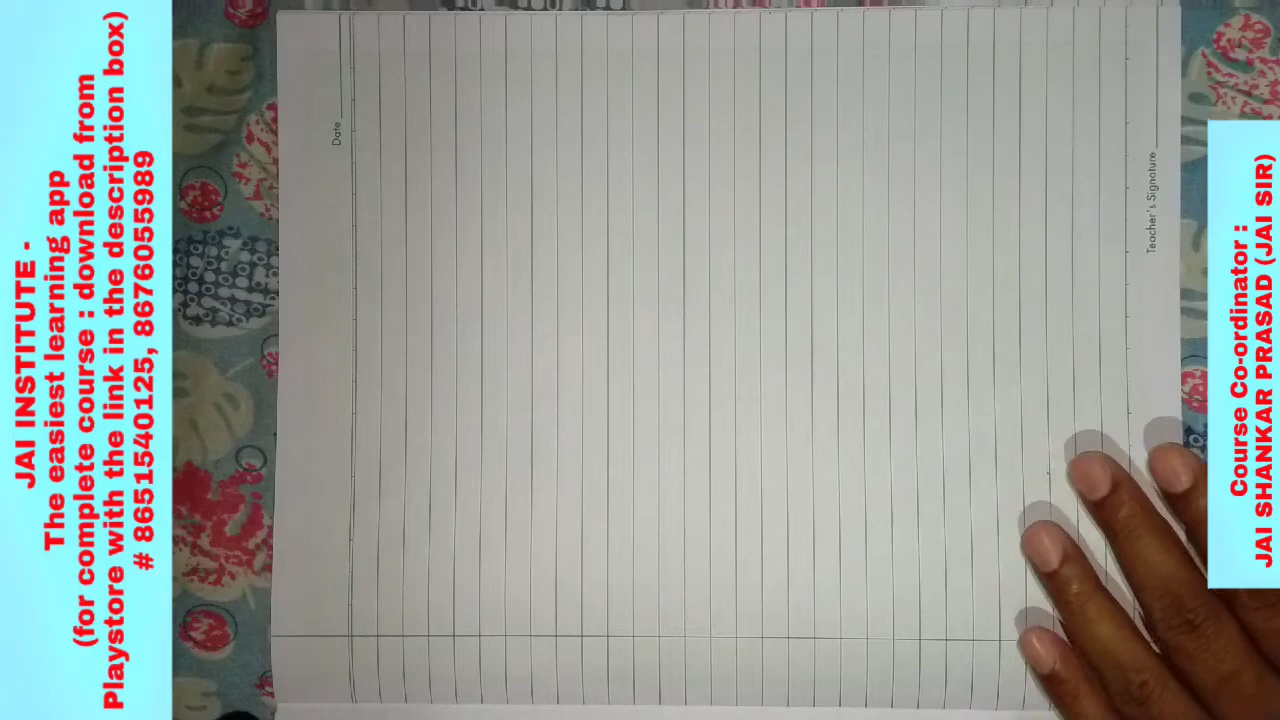 JAI INSTITUTE -
The easiest learning app
(for complete course : download from
Playstore with the link in the description box)
# 8651540125, 8676055989
Date
Teacher's Signature
Course Co-ordinator :
JAI SHANKAR PRASAD (JAI SIR)